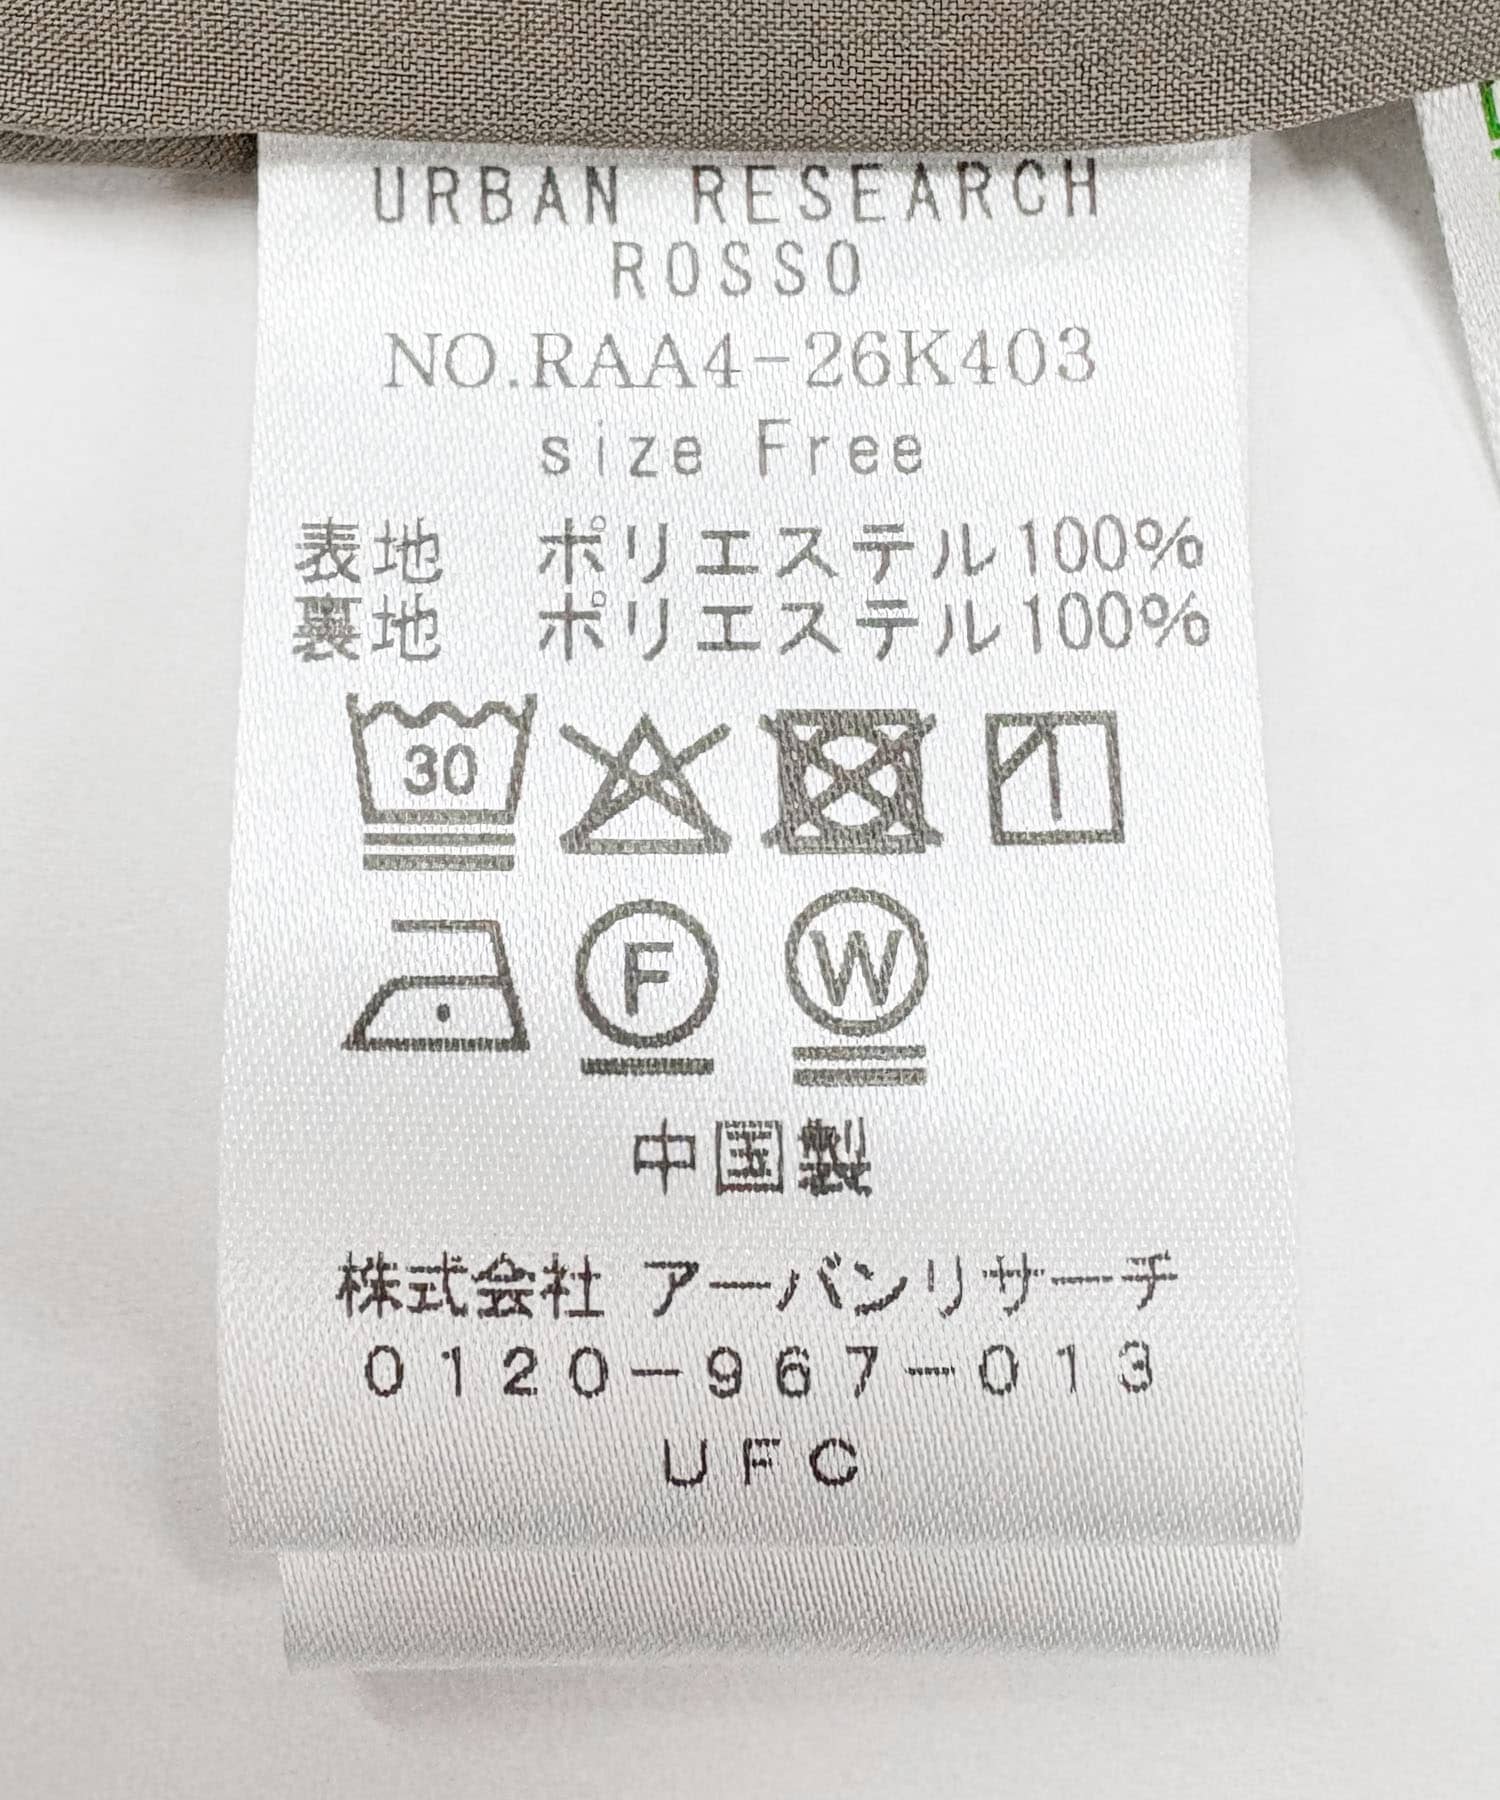 URBAN RESEARCH
ROSSO
NO.RAA4-26K403
size Free
表地 ポリエステル100%
裏地 ポリエステル100%
30
F W
中国製
株式会社 アーバンリサーチ
0120-967-013
UFC